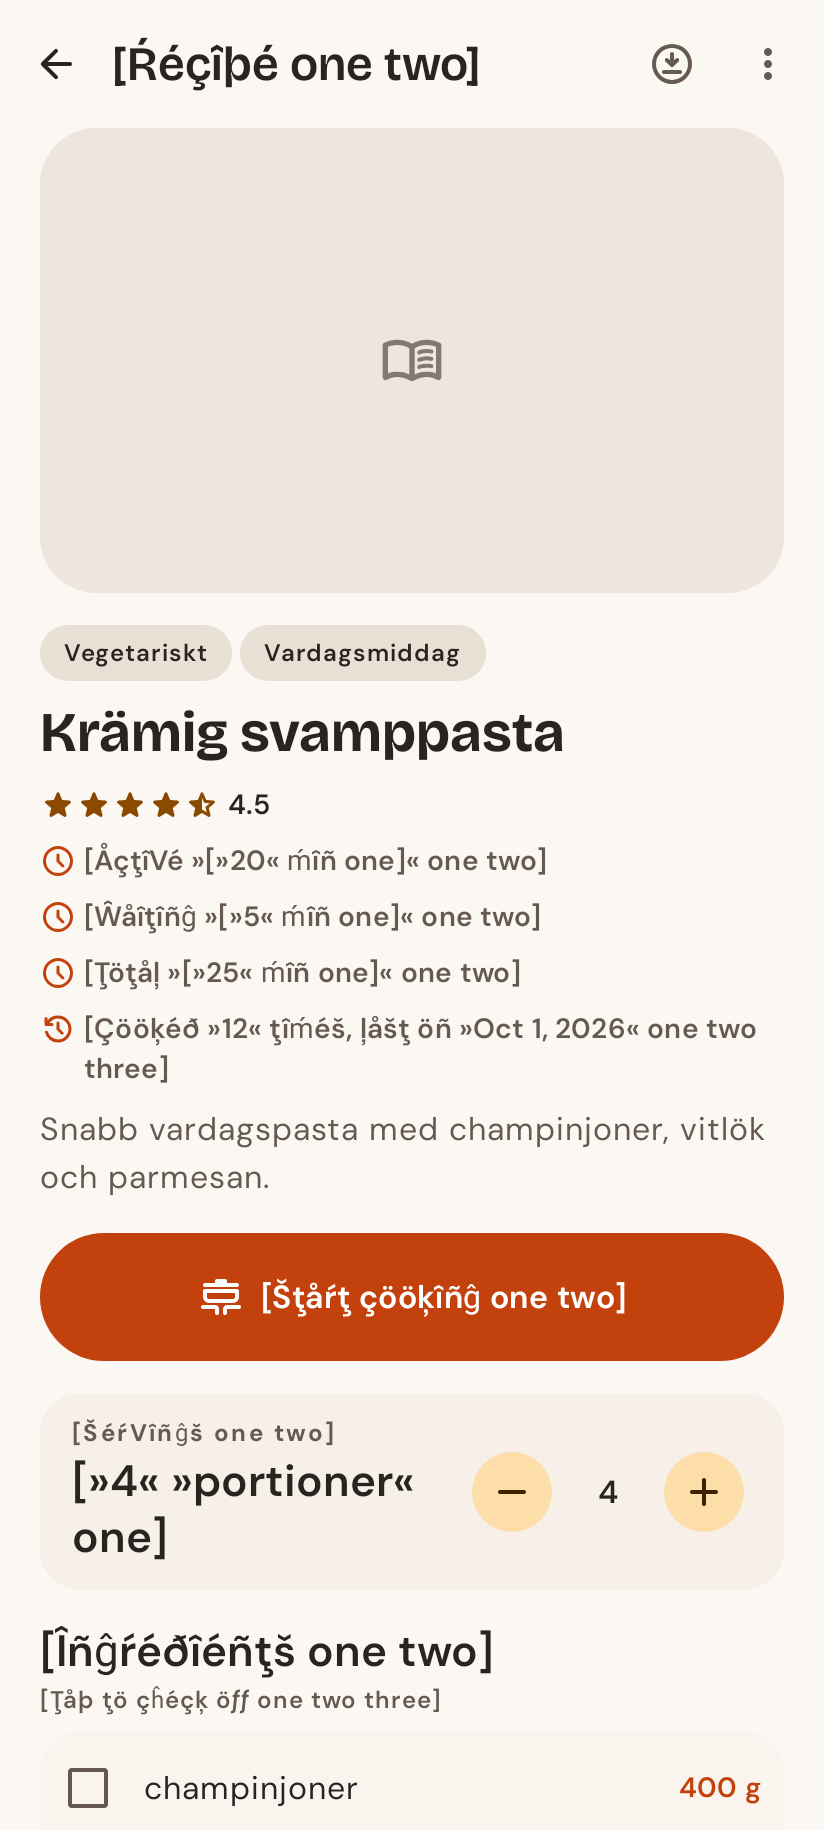 [Ŕéçîþé one two]
Vegetariskt
Vardagsmiddag
Krämig svamppasta
4.5
[ÅçţîVé »[»20« ḿîñ one]« one two]
[Ŵåîţîñĝ »[»5« ḿîñ one]« one two]
[Ţöţåļ »[»25« ḿîñ one]« one two]
[Çööķéð »12« ţîḿéš, ļåšţ öñ »Oct 1, 2026« one two
three]
Snabb vardagspasta med champinjoner, vitlök
och parmesan.
[Šţåŕţ çööķîñĝ one two]
[ŠéŕVîñĝš one two]
[»4« »portioner«
one]
4
[Îñĝŕéðîéñţš one two]
[Ţåþ ţö çĥéçķ öƒƒ one two three]
champinjoner
400 g